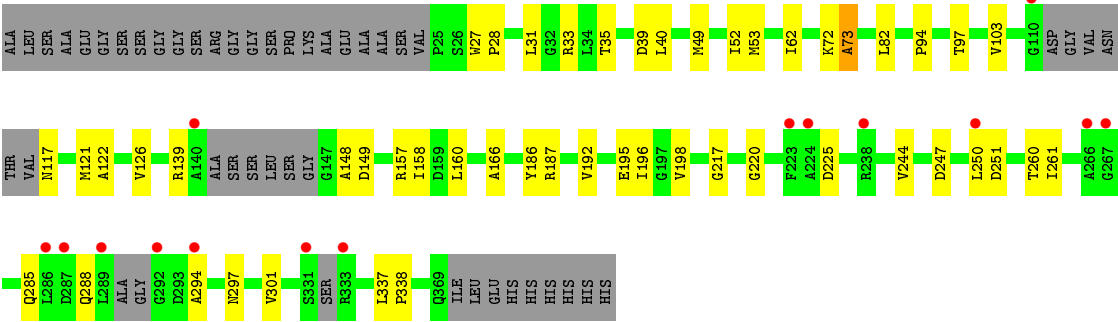 ALA LEU SER ALA GLU GLY SER SER GLY GLY SER ARG GLY GLY SER PRO LYS ALA GLU ALA ALA SER VAL P25 S26 W27 P28 L31 G32 R33 L34 T35 D39 L40 M49 I52 M53 I62 K72 A73 L82 P94 T97 V103 G110 ASP GLY VAL ASN
THR VAL N117 M121 A122 V126 R139 A140 ALA SER SER LEU SER GLY G147 A148 D149 R157 I158 D159 L160 A166 Y186 R187 V192 E195 I196 G197 V198 G217 G220 F223 A224 D225 R238 V244 D247 L250 D251 T260 I261 A266 G267
Q285 L286 D287 Q288 L289 ALA GLY G292 D293 A294 N297 V301 S331 SER R333 L337 P338 Q369 ILE LEU GLU HIS HIS HIS HIS HIS HIS